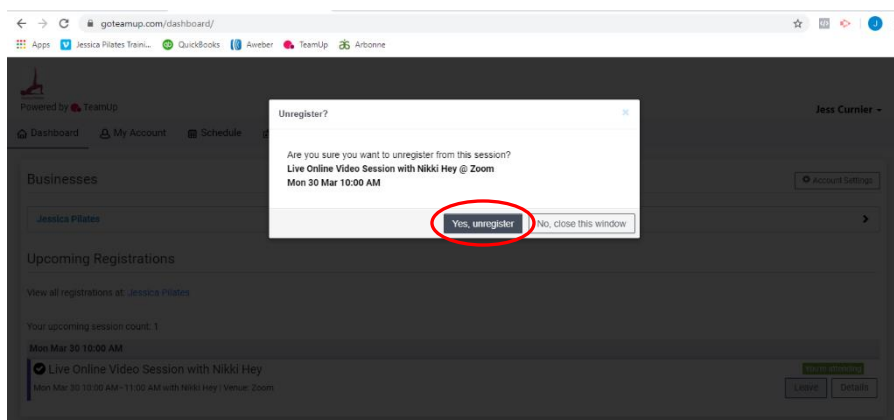 goteamup.com/dashboard/
Apps Jessica Pilates Traini... QuickBooks Aweber TeamUp Arbonne
Powered by TeamUp
Jess Curnier
Dashboard My Account Schedule
Unregister?
Are you sure you want to unregister from this session?
Live Online Video Session with Nikki Hey @ Zoom
Mon 30 Mar 10:00 AM
Yes, unregister No, close this window
Businesses
Account Settings
Jessica Pilates
Upcoming Registrations
View all registrations at: Jessica Pilates
Your upcoming session count: 1
Mon Mar 30 10:00 AM
Live Online Video Session with Nikki Hey
You're attending
Mon Mar 30 10:00 AM - 11:00 AM with Nikki Hey | Venue: Zoom
Leave Details